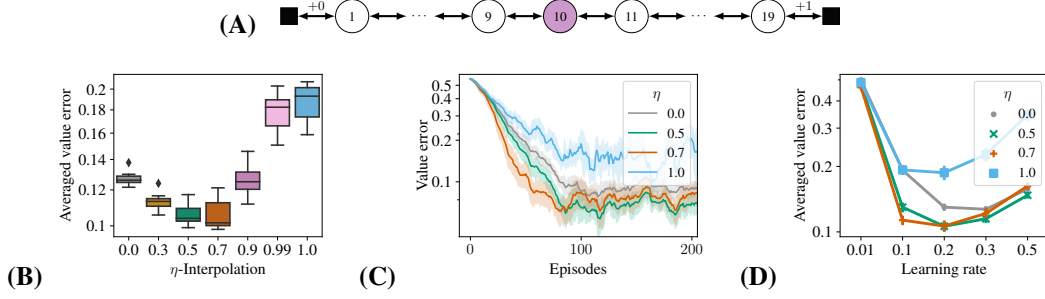 (A)
+0
1
⋯
9
10
11
⋯
19
+1
(B)
Averaged value error
0.2
0.18
0.16
0.14
0.12
0.1
0.0 0.3 0.5 0.7 0.9 0.99 1.0
η-Interpolation
(C)
Value error
0.5
0.4
0.3
0.2
0.1
0 100 200
Episodes
η
0.0
0.5
0.7
1.0
(D)
Averaged value error
0.4
0.3
0.2
0.1
0.01 0.1 0.2 0.3 0.5
Learning rate
η
0.0
0.5
0.7
1.0